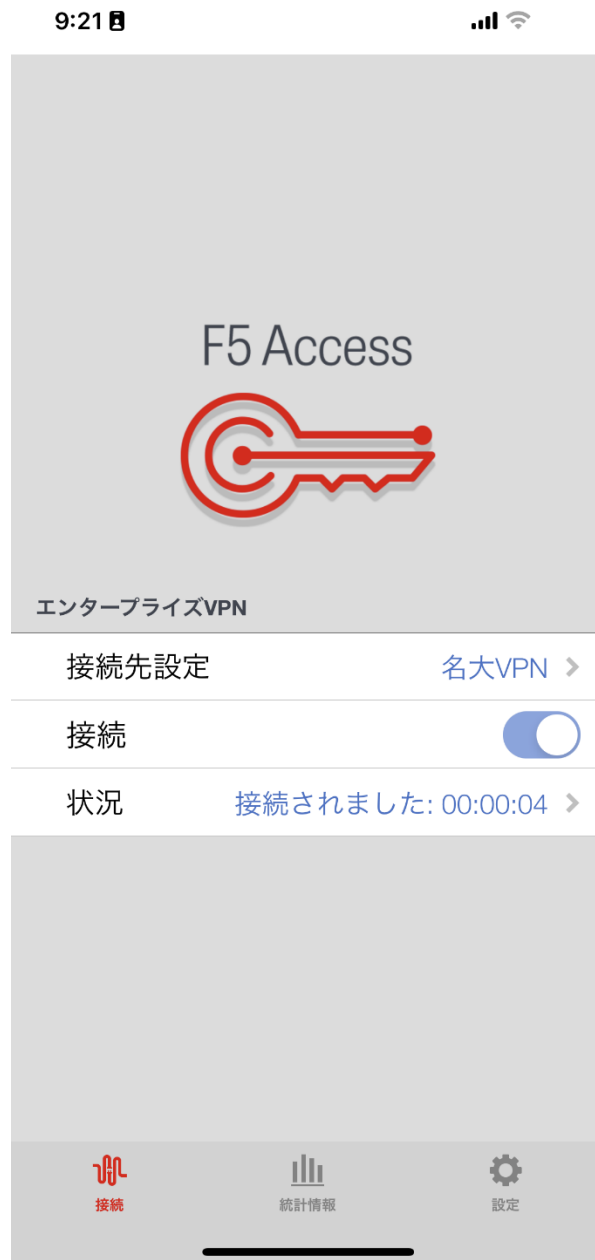 9:21
F5 Access
エンタープライズVPN
接続先設定 名大VPN
接続
状況 接続されました: 00:00:04
接続 統計情報 設定